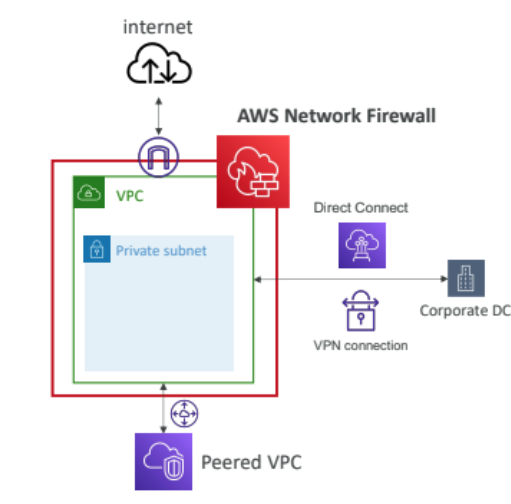 internet
AWS Network Firewall
VPC
Direct Connect
Private subnet
Corporate DC
VPN connection
Peered VPC